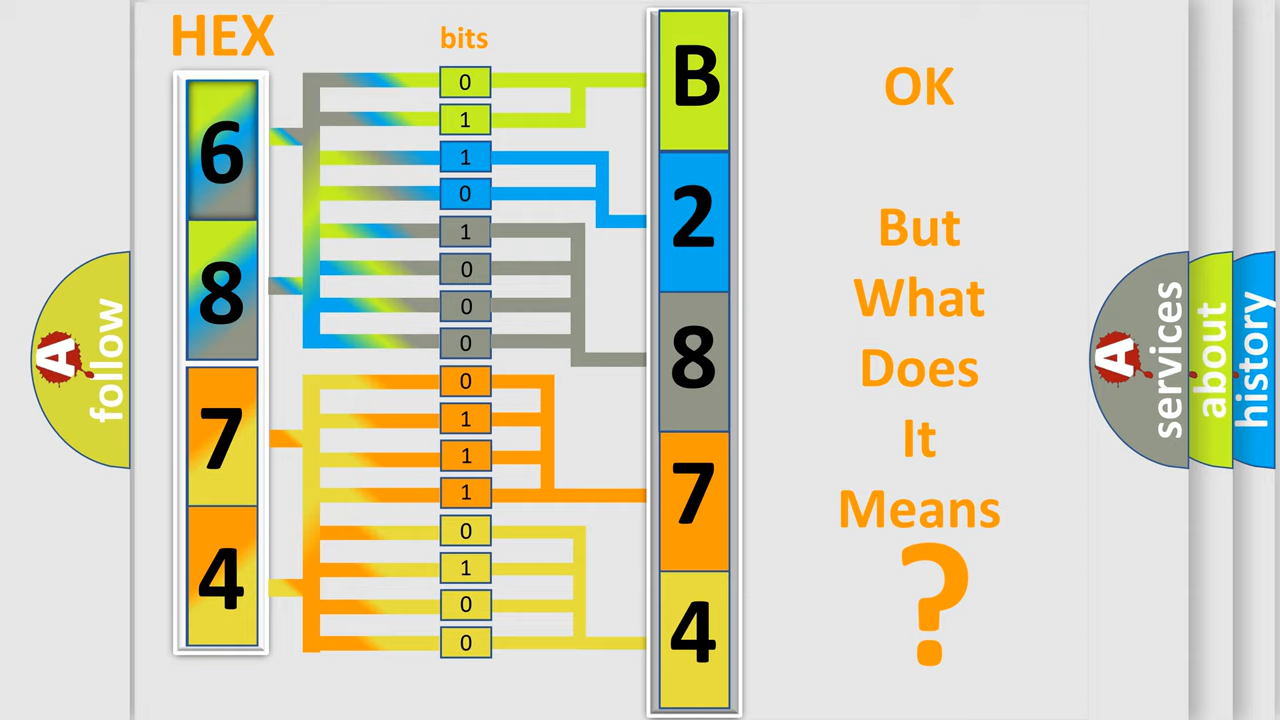 HEX
bits
6
8
7
4
0
1
1
0
1
0
0
0
0
1
1
1
0
1
0
0
B
2
8
7
4
OK
But
What
Does
It
Means
?
A
follow
A
services
about
history